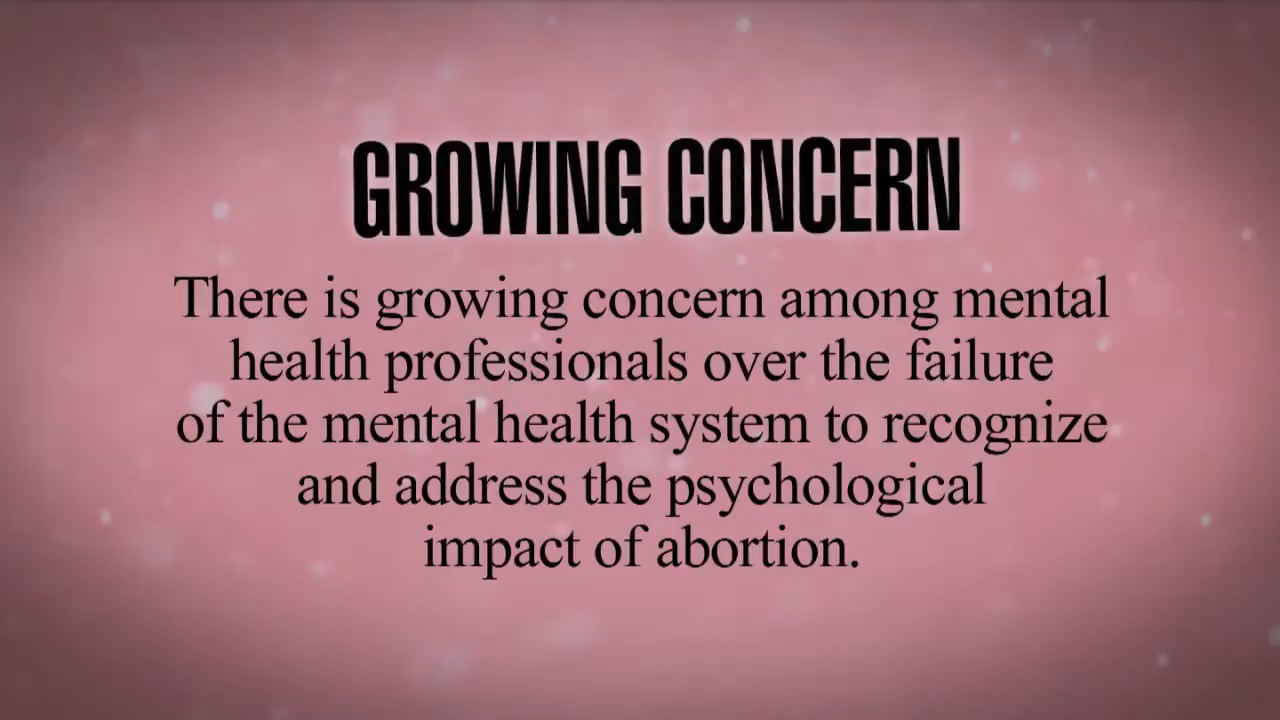 GROWING CONCERN
There is growing concern among mental
health professionals over the failure
of the mental health system to recognize
and address the psychological
impact of abortion.